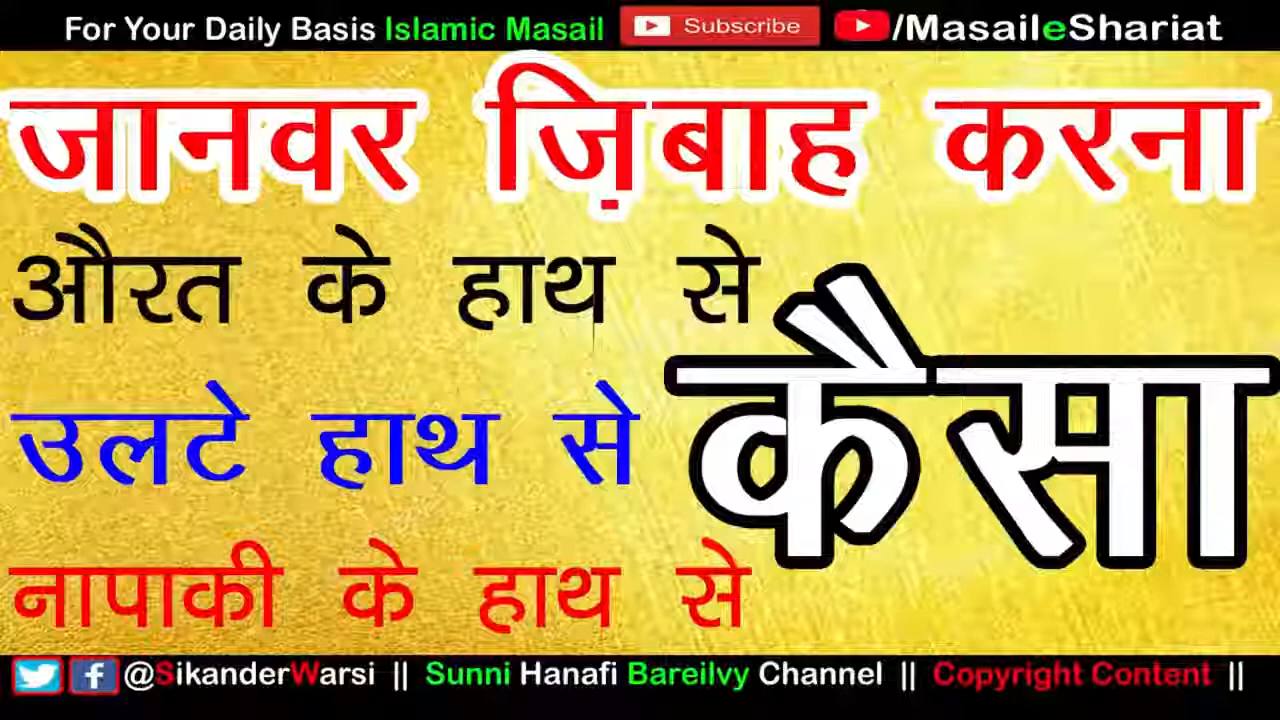 For Your Daily Basis Islamic Masail Subscribe /MasaileShariat
जानवर ज़िबाह करना
औरत के हाथ से
उलटे हाथ से
कैसा
नापाकी के हाथ से
@SikanderWarsi || Sunni Hanafi Bareilvy Channel || Copyright Content ||